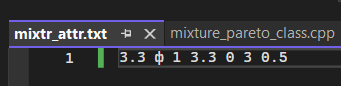 mixtr_attr.txt mixture_pareto_class.cpp
1 3.3 ф 1 3.3 0 3 0.5